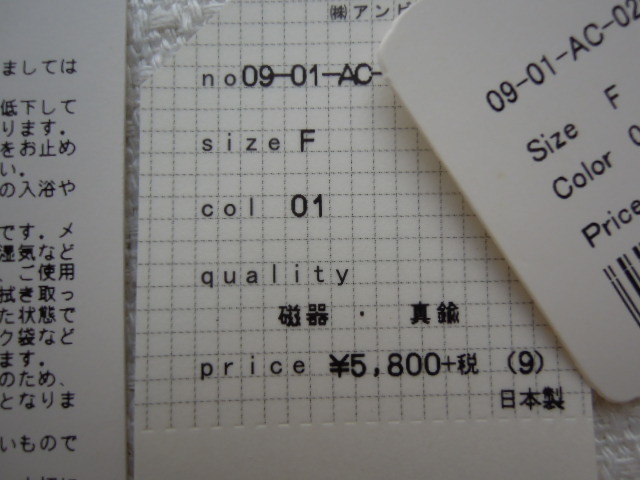 ましては
低下して
ります。
をお止め
い。
の入浴や
です。メ
湿気など
、ご使用
拭き取っ
た状態で
ク袋など
ます。
のため、
となりま
いもので
㈱アンビ
no09-01-AC-
size F
col 01
quality
磁器 ・ 真鍮
price ¥5,800+税 (9)
日本製
09-01-AC-02
Size F
Color 0
Price